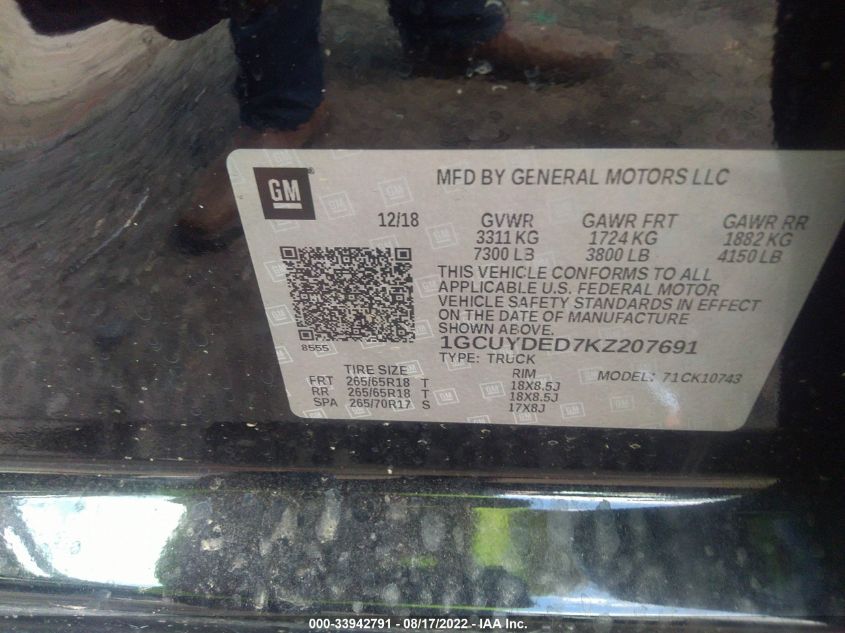 GM
MFD BY GENERAL MOTORS LLC
12/18 GVWR GAWR FRT GAWR RR
3311 KG 1724 KG 1882 KG
7300 LB 3800 LB 4150 LB
THIS VEHICLE CONFORMS TO ALL
APPLICABLE U.S. FEDERAL MOTOR
VEHICLE SAFETY STANDARDS IN EFFECT
ON THE DATE OF MANUFACTURE
SHOWN ABOVE.
8555
1GCUYDED7KZ207691
TYPE: TRUCK
TIRE SIZE RIM MODEL: 71CK10743
FRT 265/65R18 T 18X8.5J
RR 265/65R18 T 18X8.5J
SPA 265/70R17 S 17X8J
000-33942791 - 08/17/2022 - IAA Inc.